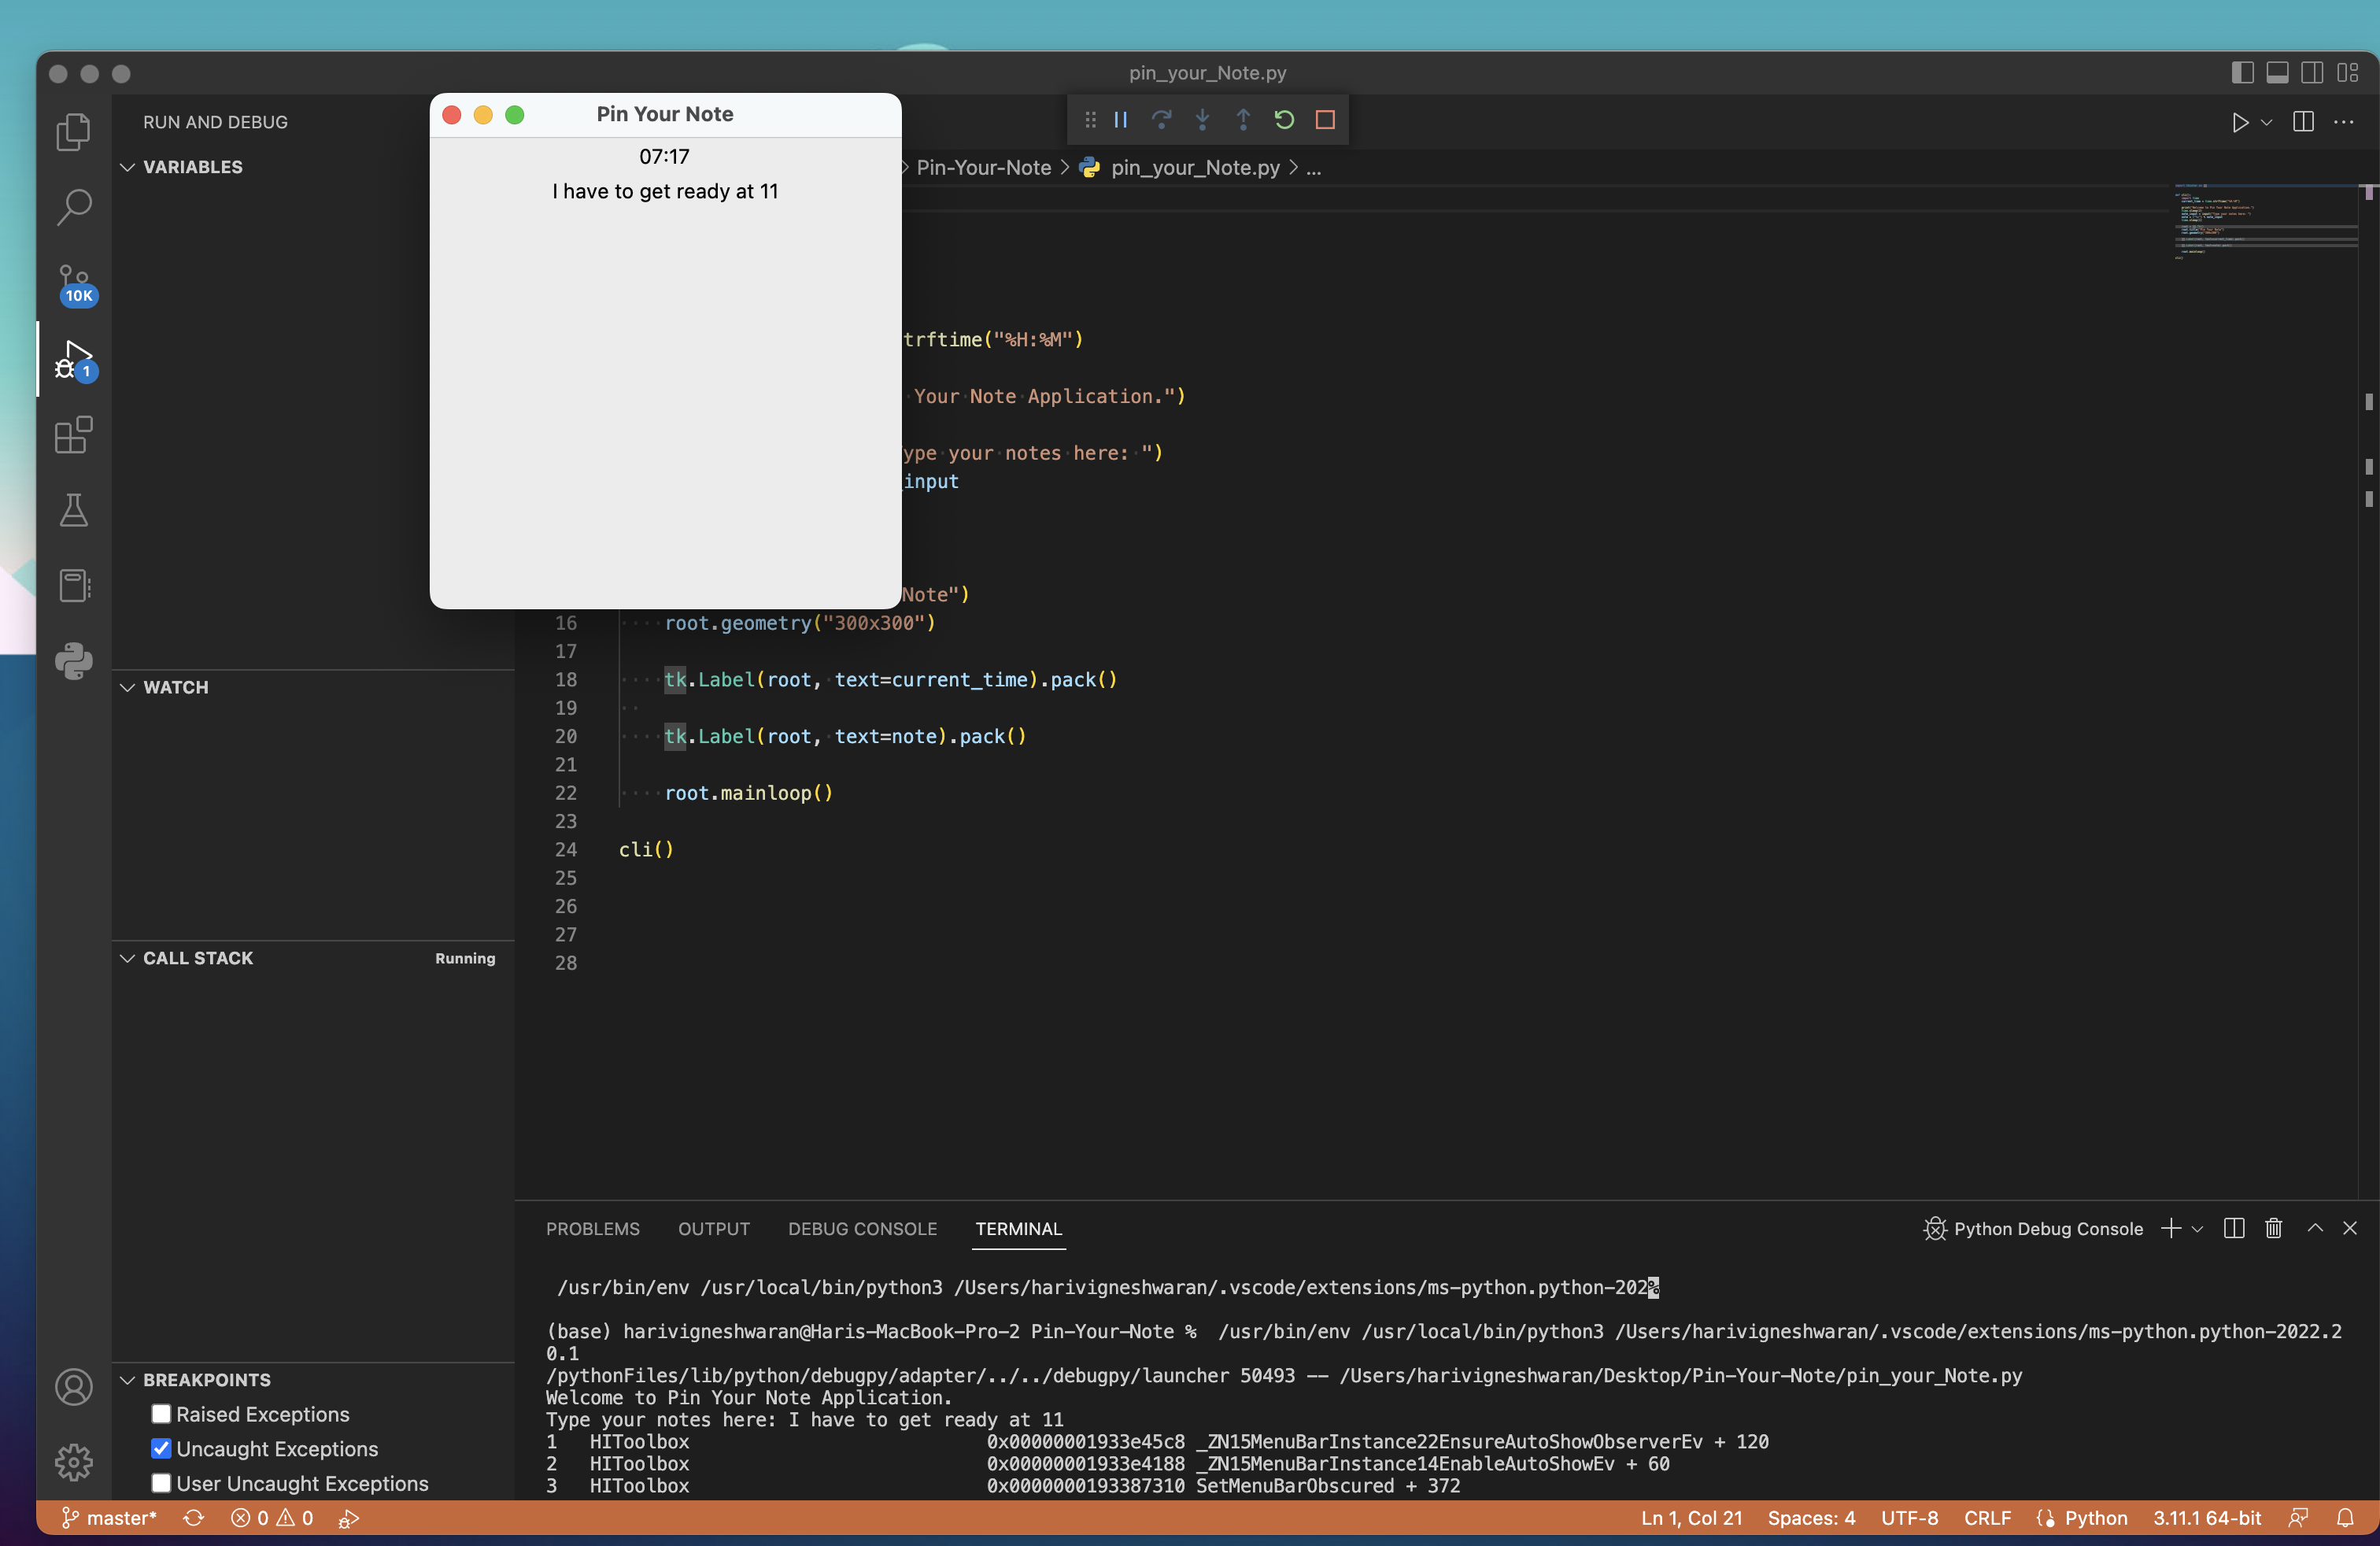 pin_your_Note.py
RUN AND DEBUG
VARIABLES
10K
1
WATCH
CALL STACK
Running
BREAKPOINTS
Raised Exceptions
Uncaught Exceptions
User Uncaught Exceptions
Pin Your Note
07:17
I have to get ready at 11
Pin-Your-Note > pin_your_Note.py > ...
trftime("%H:%M")
Your Note Application.")
ype your notes here: ")
input
Note")
16 root.geometry("300x300")
17
18 tk.Label(root, text=current_time).pack()
19
20 tk.Label(root, text=note).pack()
21
22 root.mainloop()
23
24 cli()
25
26
27
28
PROBLEMS OUTPUT DEBUG CONSOLE TERMINAL
Python Debug Console
/usr/bin/env /usr/local/bin/python3 /Users/harivigneshwaran/.vscode/extensions/ms-python.python-202%
(base) harivigneshwaran@Haris-MacBook-Pro-2 Pin-Your-Note %  /usr/bin/env /usr/local/bin/python3 /Users/harivigneshwaran/.vscode/extensions/ms-python.python-2022.2
0.1
/pythonFiles/lib/python/debugpy/adapter/../../debugpy/launcher 50493 -- /Users/harivigneshwaran/Desktop/Pin-Your-Note/pin_your_Note.py
Welcome to Pin Your Note Application.
Type your notes here: I have to get ready at 11
1 HIToolbox 0x00000001933e45c8 _ZN15MenuBarInstance22EnsureAutoShowObserverEv + 120
2 HIToolbox 0x00000001933e4188 _ZN15MenuBarInstance14EnableAutoShowEv + 60
3 HIToolbox 0x0000000193387310 SetMenuBarObscured + 372
master* 0 0 Ln 1, Col 21 Spaces: 4 UTF-8 CRLF Python 3.11.1 64-bit